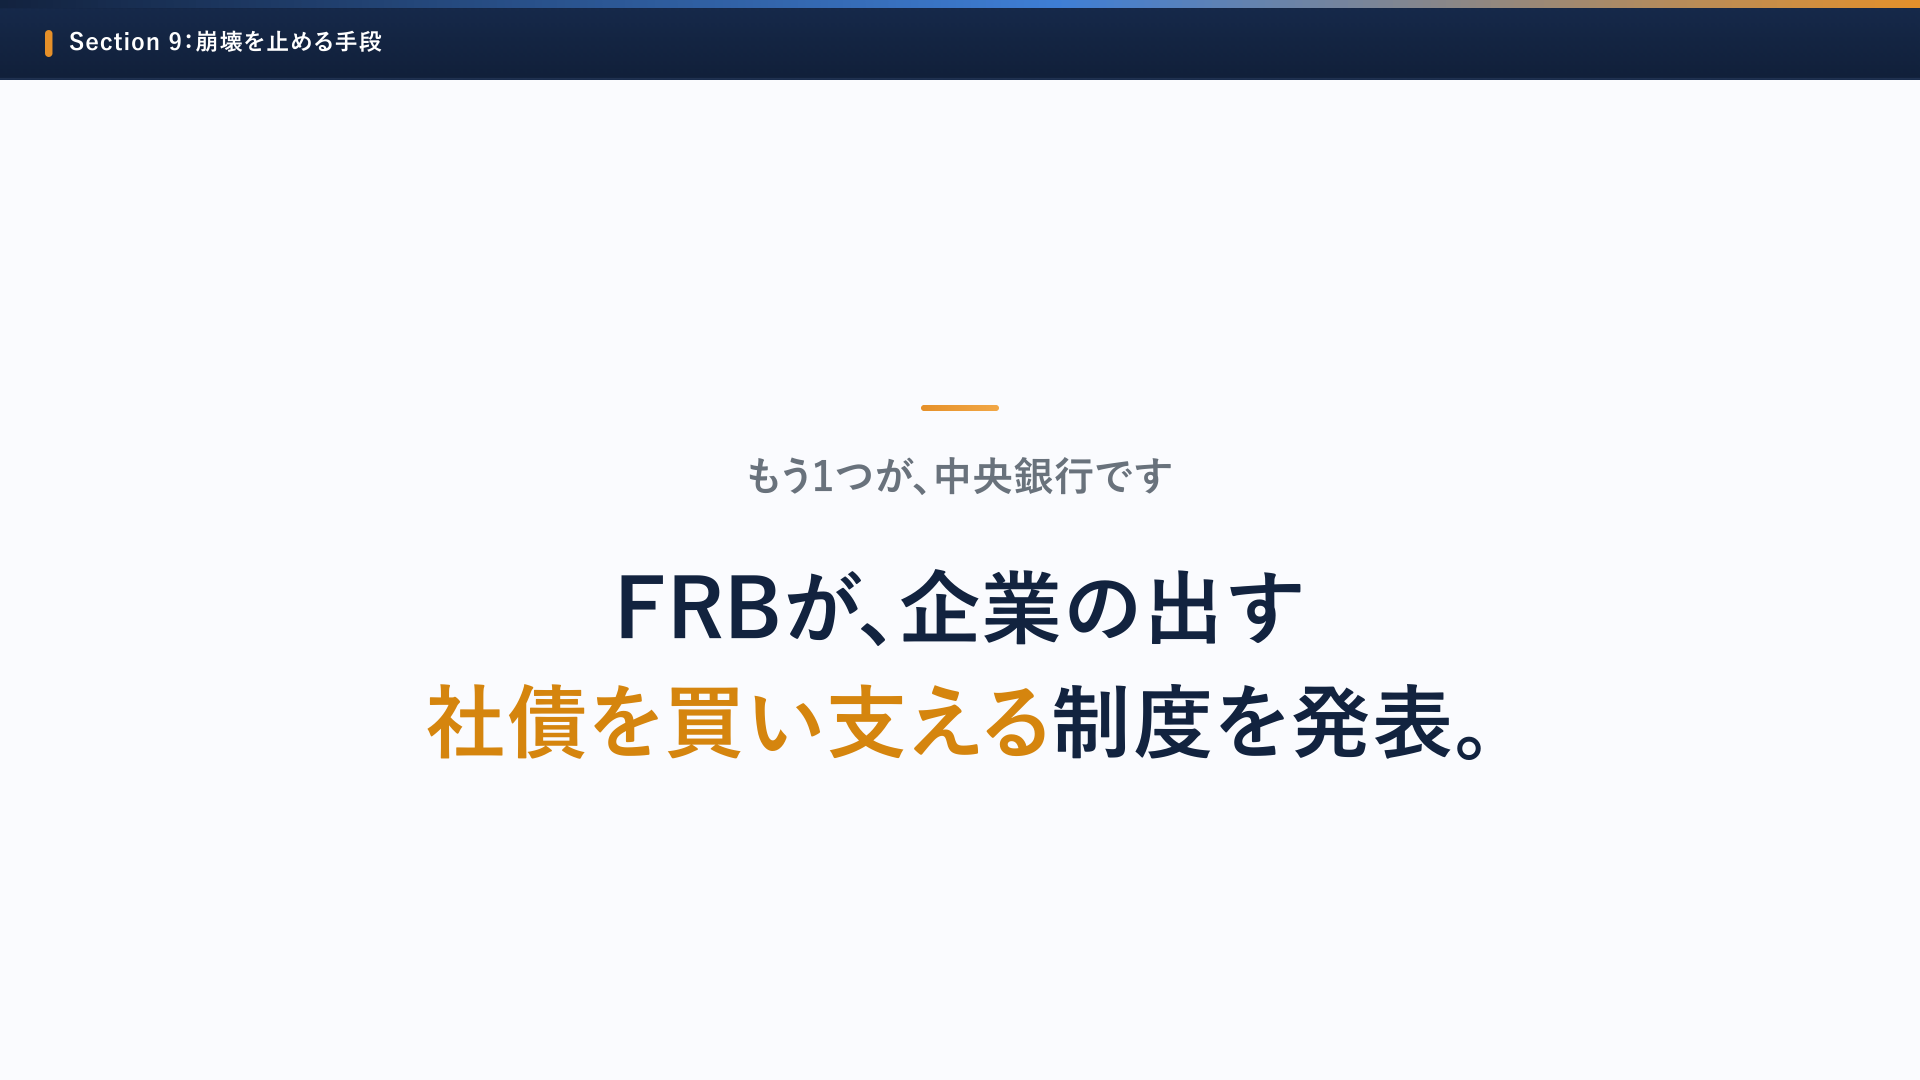 Section 9：崩壊を止める手段
もう1つが、中央銀行です
FRBが、企業の出す
社債を買い支える制度を発表。